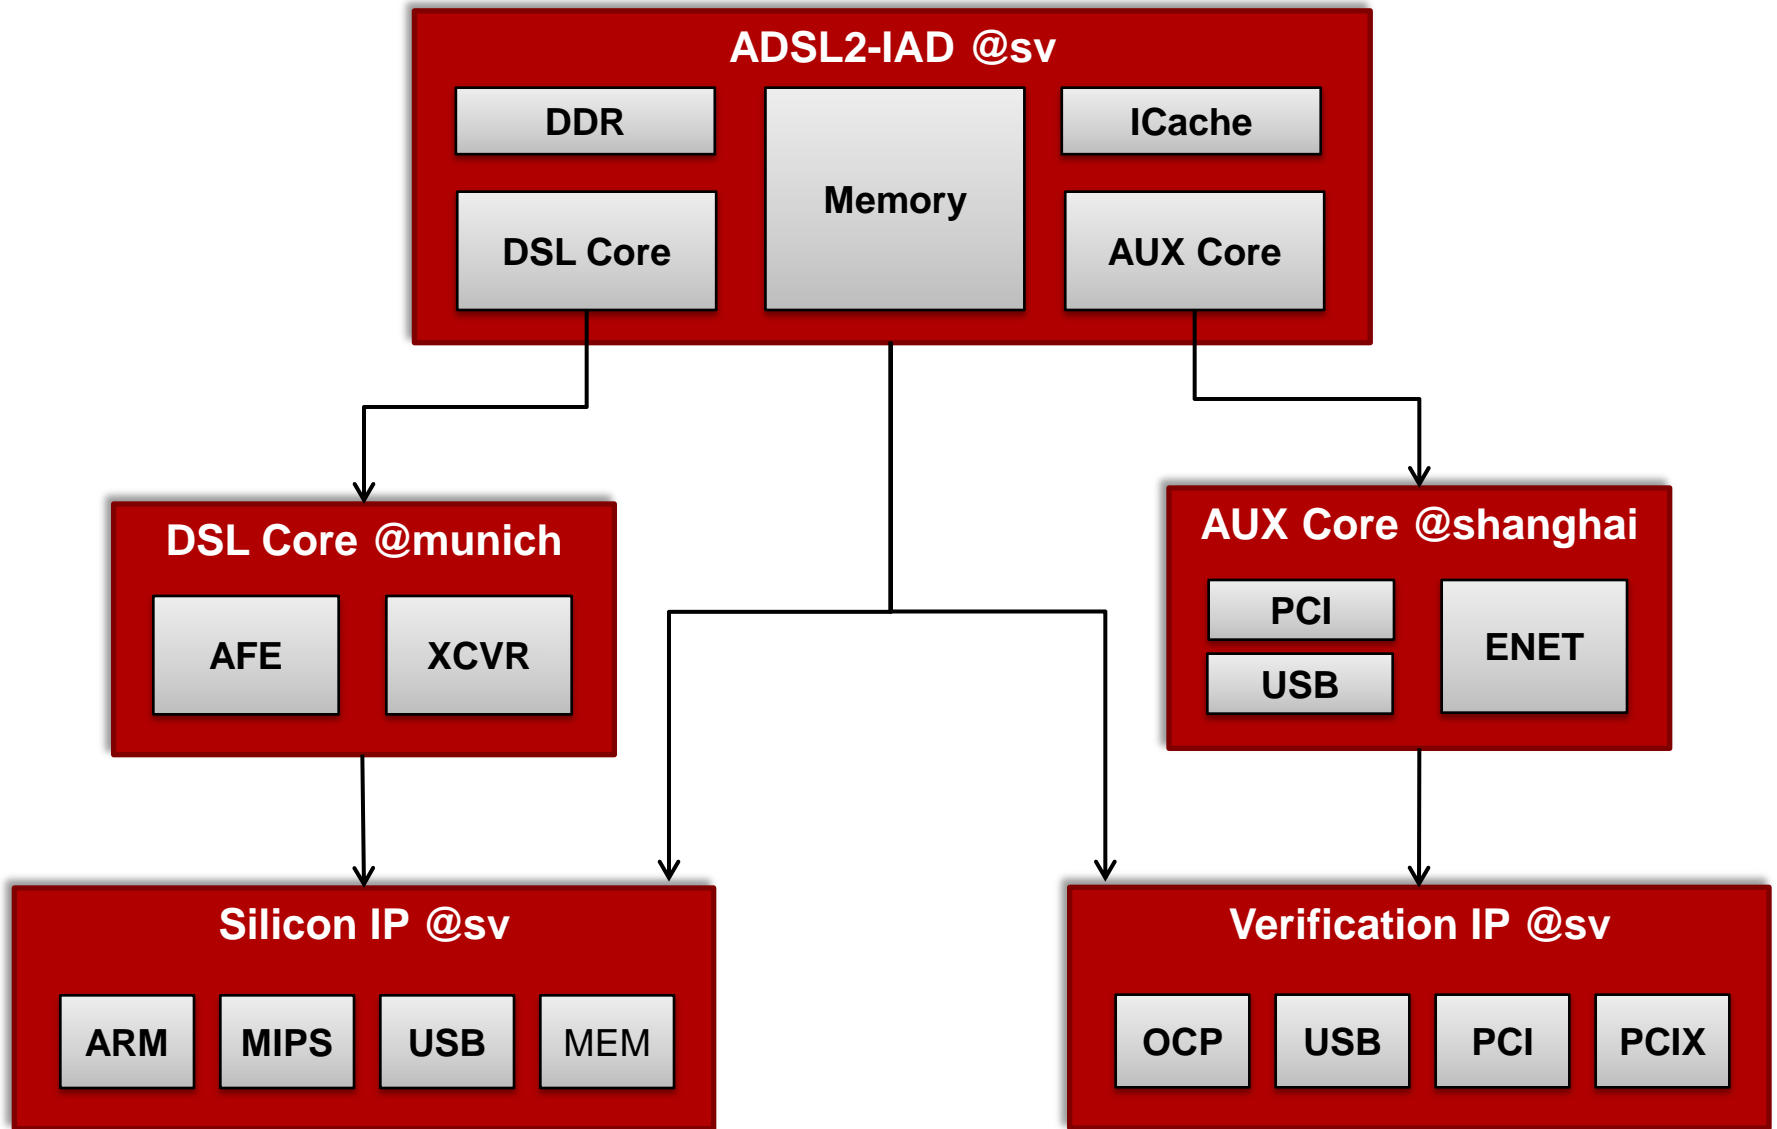 ADSL2-IAD @sv
DDR
Memory
ICache
DSL Core
AUX Core
DSL Core @munich
AFE
XCVR
AUX Core @shanghai
PCI
USB
ENET
Silicon IP @sv
ARM
MIPS
USB
MEM
Verification IP @sv
OCP
USB
PCI
PCIX